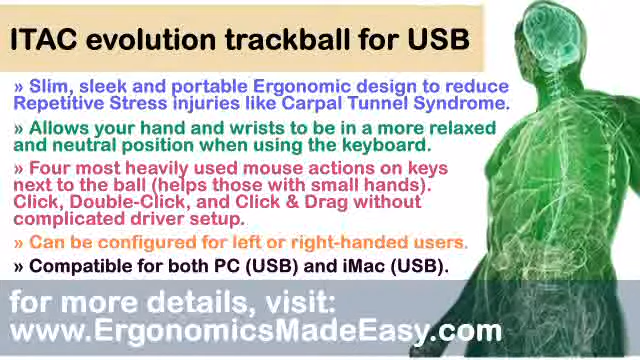 ITAC evolution trackball for USB
» Slim, sleek and portable Ergonomic design to reduce
Repetitive Stress injuries like Carpal Tunnel Syndrome.
» Allows your hand and wrists to be in a more relaxed
and neutral position when using the keyboard.
» Four most heavily used mouse actions on keys
next to the ball (helps those with small hands).
Click, Double-Click, and Click & Drag without
complicated driver setup.
» Can be configured for left or right-handed users.
» Compatible for both PC (USB) and iMac (USB).
for more details, visit:
www.ErgonomicsMadeEasy.com